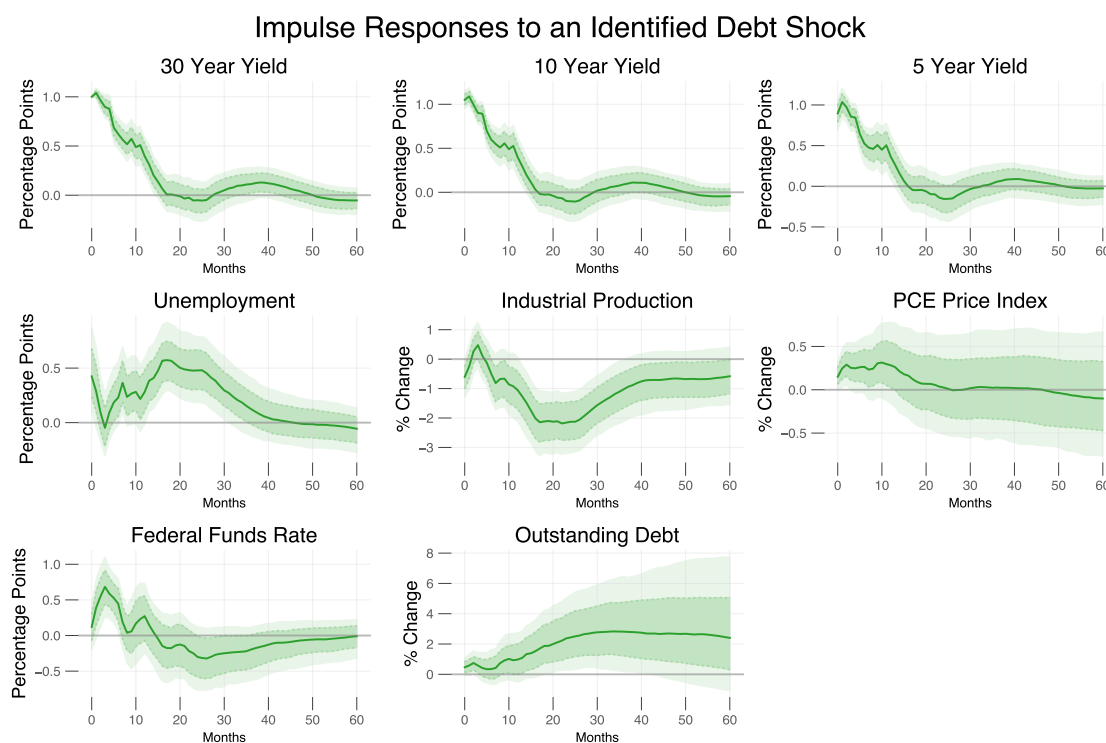 Impulse Responses to an Identified Debt Shock
30 Year Yield
Percentage Points
1.0
0.5
0.0
0 10 20 30 40 50 60
Months
10 Year Yield
Percentage Points
1.0
0.5
0.0
0 10 20 30 40 50 60
Months
5 Year Yield
Percentage Points
1.0
0.5
0.0
−0.5
0 10 20 30 40 50 60
Months
Unemployment
Percentage Points
0.5
0.0
0 10 20 30 40 50 60
Months
Industrial Production
% Change
1
0
−1
−2
−3
0 10 20 30 40 50 60
Months
PCE Price Index
% Change
0.5
0.0
−0.5
0 10 20 30 40 50 60
Months
Federal Funds Rate
Percentage Points
1.0
0.5
0.0
−0.5
0 10 20 30 40 50 60
Months
Outstanding Debt
% Change
8
6
4
2
0
0 10 20 30 40 50 60
Months